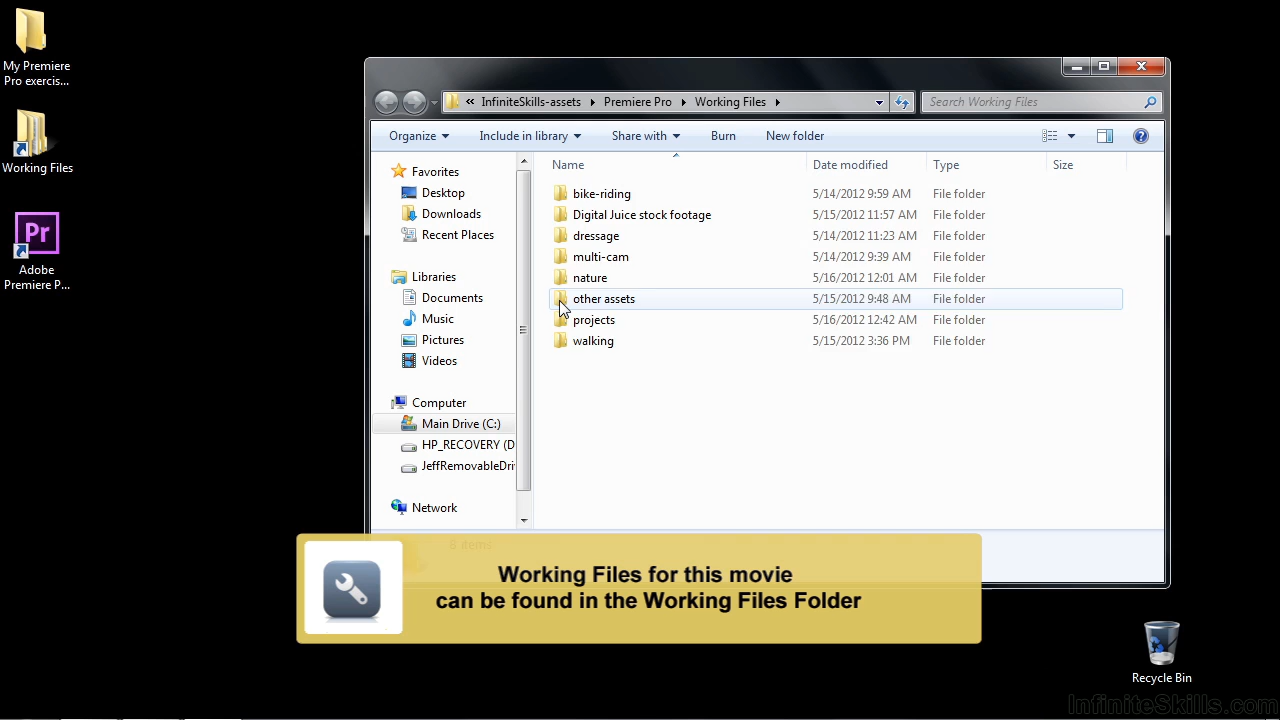 My Premiere
Pro exercis...
Working Files
Pr
Adobe
Premiere P...
InfiniteSkills-assets
Premiere Pro
Working Files
Search Working Files
Organize
Include in library
Share with
Burn
New folder
Favorites
Desktop
Downloads
Recent Places
Libraries
Documents
Music
Pictures
Videos
Computer
Main Drive (C:)
HP_RECOVERY (D
JeffRemovableDri
Network
Name Date modified Type Size
bike-riding 5/14/2012 9:59 AM File folder
Digital Juice stock footage 5/15/2012 11:57 AM File folder
dressage 5/14/2012 11:23 AM File folder
multi-cam 5/14/2012 9:39 AM File folder
nature 5/16/2012 12:01 AM File folder
other assets 5/15/2012 9:48 AM File folder
projects 5/16/2012 12:42 AM File folder
walking 5/15/2012 3:36 PM File folder
8 items
Working Files for this movie
can be found in the Working Files Folder
Recycle Bin
InfiniteSkills.com